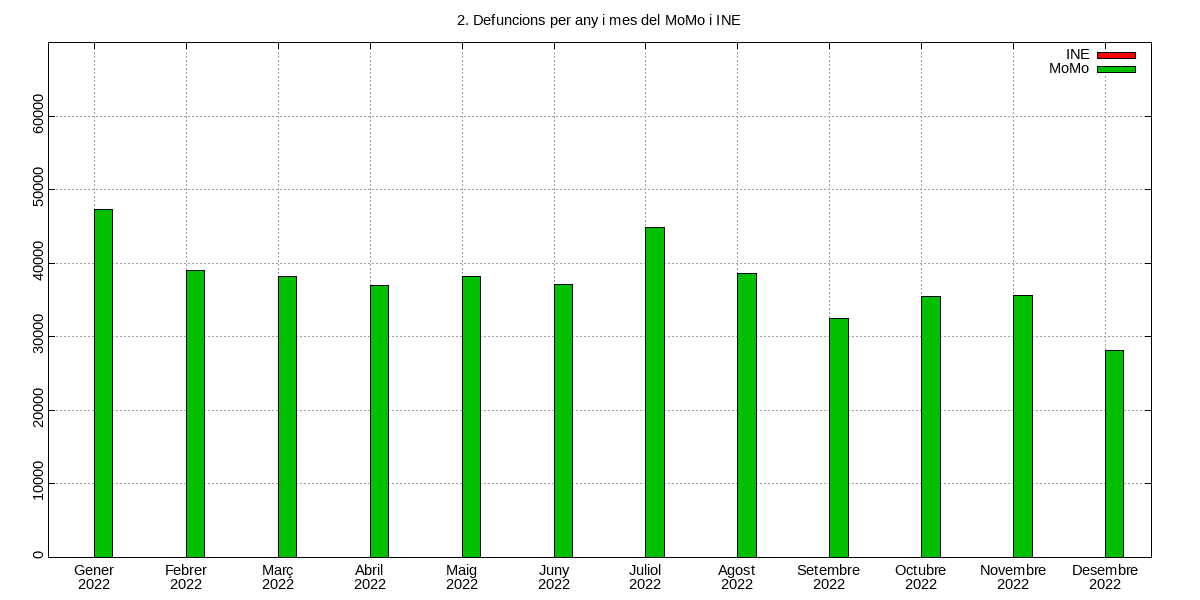 2. Defuncions per any i mes del MoMo i INE
INE
MoMo
60000
50000
40000
30000
20000
10000
0
Gener Febrer Març Abril Maig Juny Juliol Agost Setembre Octubre Novembre Desembre
2022 2022 2022 2022 2022 2022 2022 2022 2022 2022 2022 2022